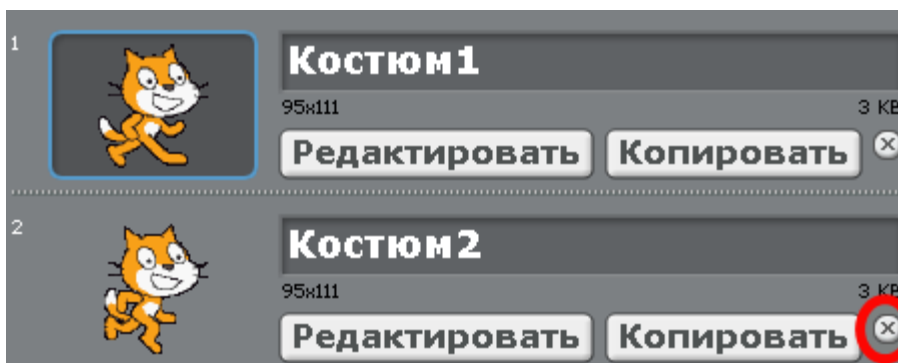 1
Костюм1
95x111 3 KB
Редактировать Копировать
2
Костюм2
95x111 3 KB
Редактировать Копировать